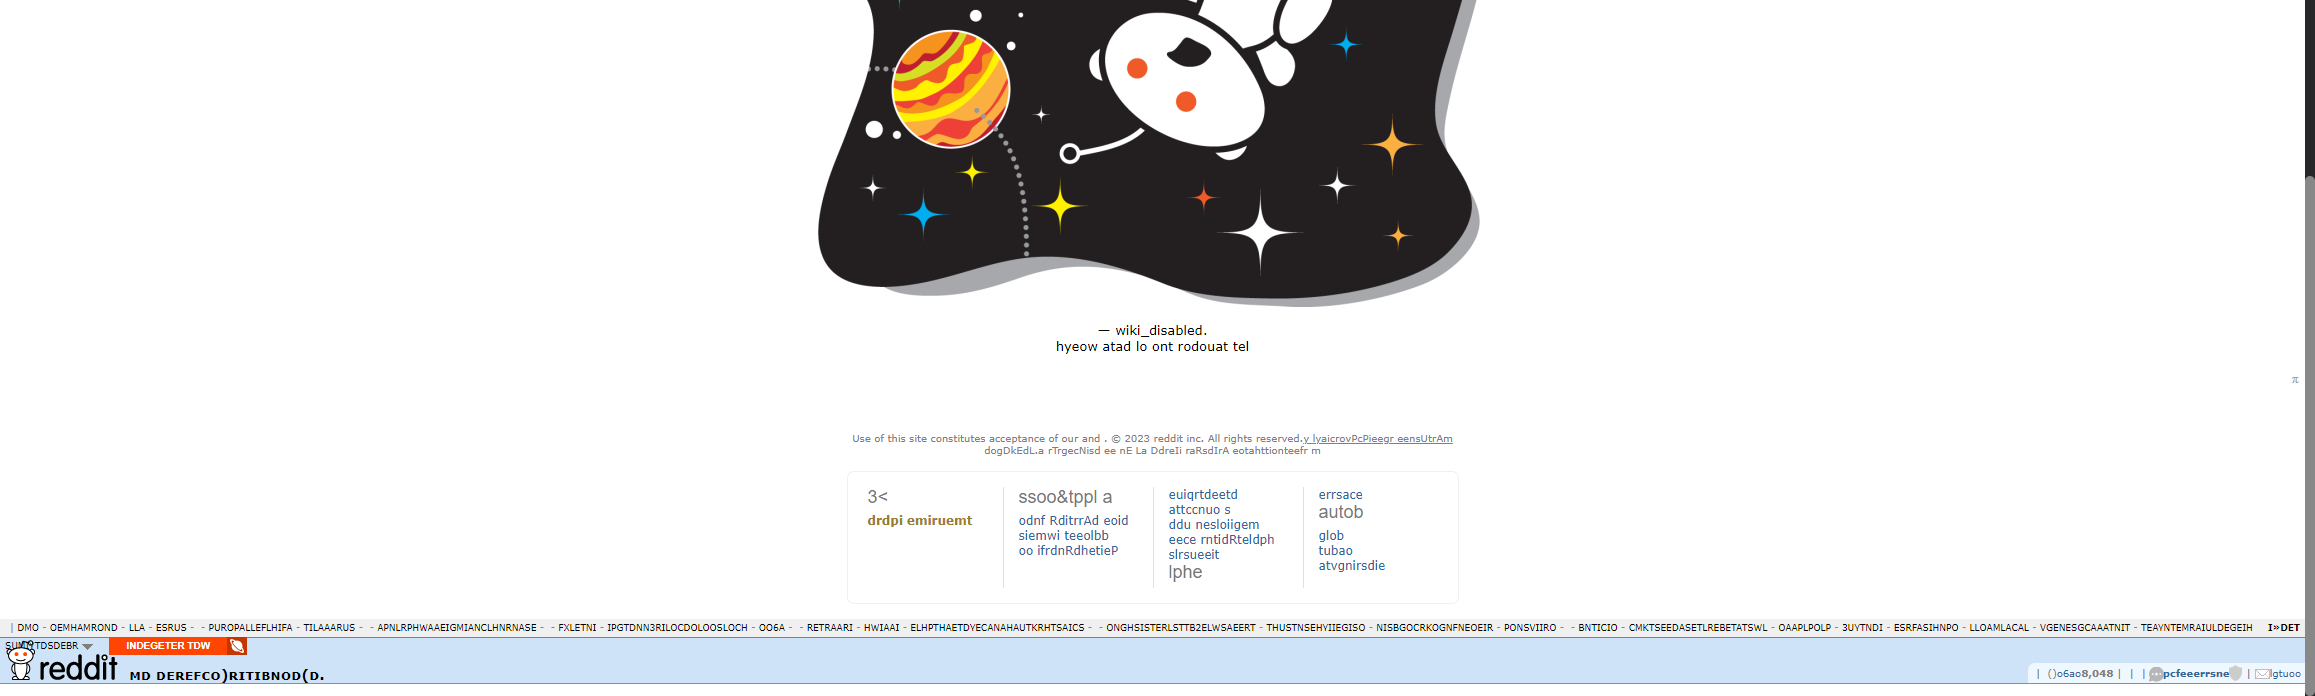 — wiki_disabled.
hyeow atad lo ont rodouat tel
π
Use of this site constitutes acceptance of our and . © 2023 reddit inc. All rights reserved.y lyaicrovPcPieegr eensUtrAm
dogDkEdL.a rTrgecNisd ee nE La DdreIi raRsdIrA eotahttionteefr m
3<
drdpi emiruemt
ssoo&tppl a
odnf RditrrAd eoid
siemwi teeolbb
oo ifrdnRdhetieP
euiqrtdeetd
attccnuo s
ddu nesloiigem
eece rntidRteldph
slrsueeit
lphe
errsace
autob
glob
tubao
atvgnirsdie
| DMO - OEMHAMROND - LLA - ESRUS - - PUROPALLEFLHIFA - TILAAARUS - - APNLRPHWAAEIGMIANCLHNRNASE - - FXLETNI - IPGTDNN3RILOCDOLOOSLOCH - OO6A - - RETRAARI - HWIAAI - ELHPTHAETDYECANAHAUTKRHTSAICS - - ONGHSISTERLSTTB2ELWSAEERT - THUSTNSEHYIIEGISO - NISBGOCRKOGNFNEOEIR - PONSVIIRO - - BNTICIO - CMKTSEEDASETLREBETATSWL - OAAPLPOLP - 3UYTNDI - ESRFASIHNPO - LLOAMLACAL - VGENESGCAAATNIT - TEAYNTEMRAIULDEGEIH I»DET
INDEGETER TDW
reddit MD DEREFCO)RITIBNOD(D.
| ()o6ao8,048 | | | pcfeeerrsne | lgtuoo